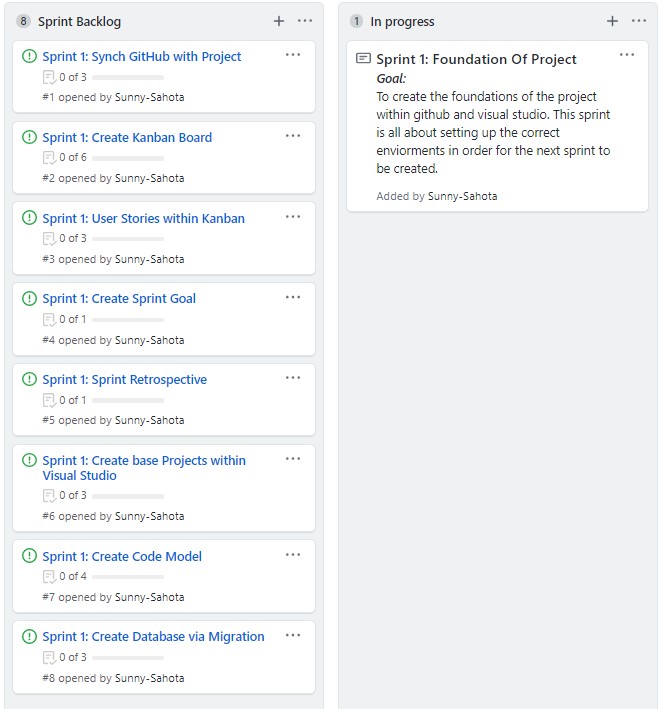 8 Sprint Backlog
Sprint 1: Synch GitHub with Project
0 of 3
#1 opened by Sunny-Sahota
Sprint 1: Create Kanban Board
0 of 6
#2 opened by Sunny-Sahota
Sprint 1: User Stories within Kanban
0 of 3
#3 opened by Sunny-Sahota
Sprint 1: Create Sprint Goal
0 of 1
#4 opened by Sunny-Sahota
Sprint 1: Sprint Retrospective
0 of 1
#5 opened by Sunny-Sahota
Sprint 1: Create base Projects within
Visual Studio
0 of 3
#6 opened by Sunny-Sahota
Sprint 1: Create Code Model
0 of 4
#7 opened by Sunny-Sahota
Sprint 1: Create Database via Migration
0 of 3
#8 opened by Sunny-Sahota
1 In progress
Sprint 1: Foundation Of Project
Goal:
To create the foundations of the project
within github and visual studio. This sprint
is all about setting up the correct
enviorments in order for the next sprint to
be created.
Added by Sunny-Sahota